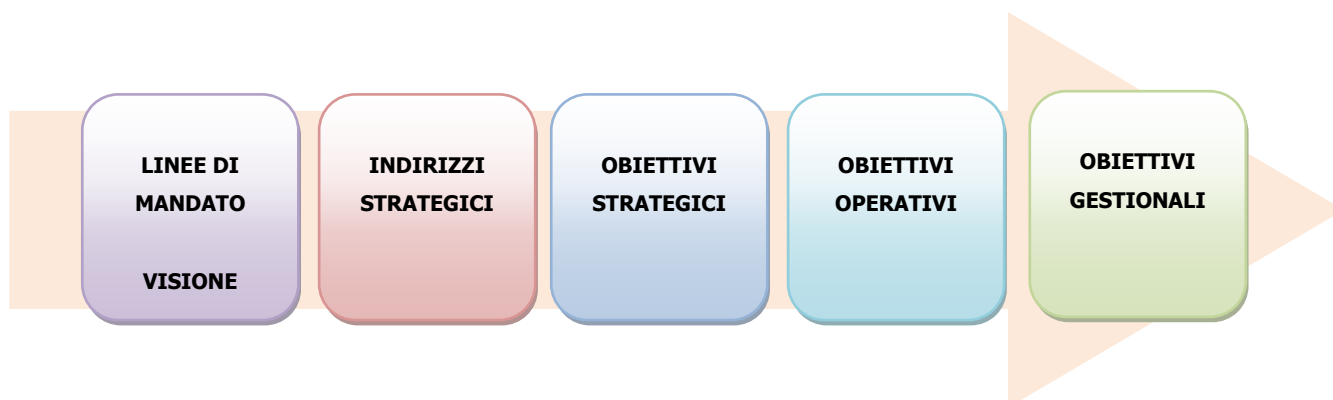 LINEE DI
MANDATO
VISIONE
INDIRIZZI
STRATEGICI
OBIETTIVI
STRATEGICI
OBIETTIVI
OPERATIVI
OBIETTIVI
GESTIONALI